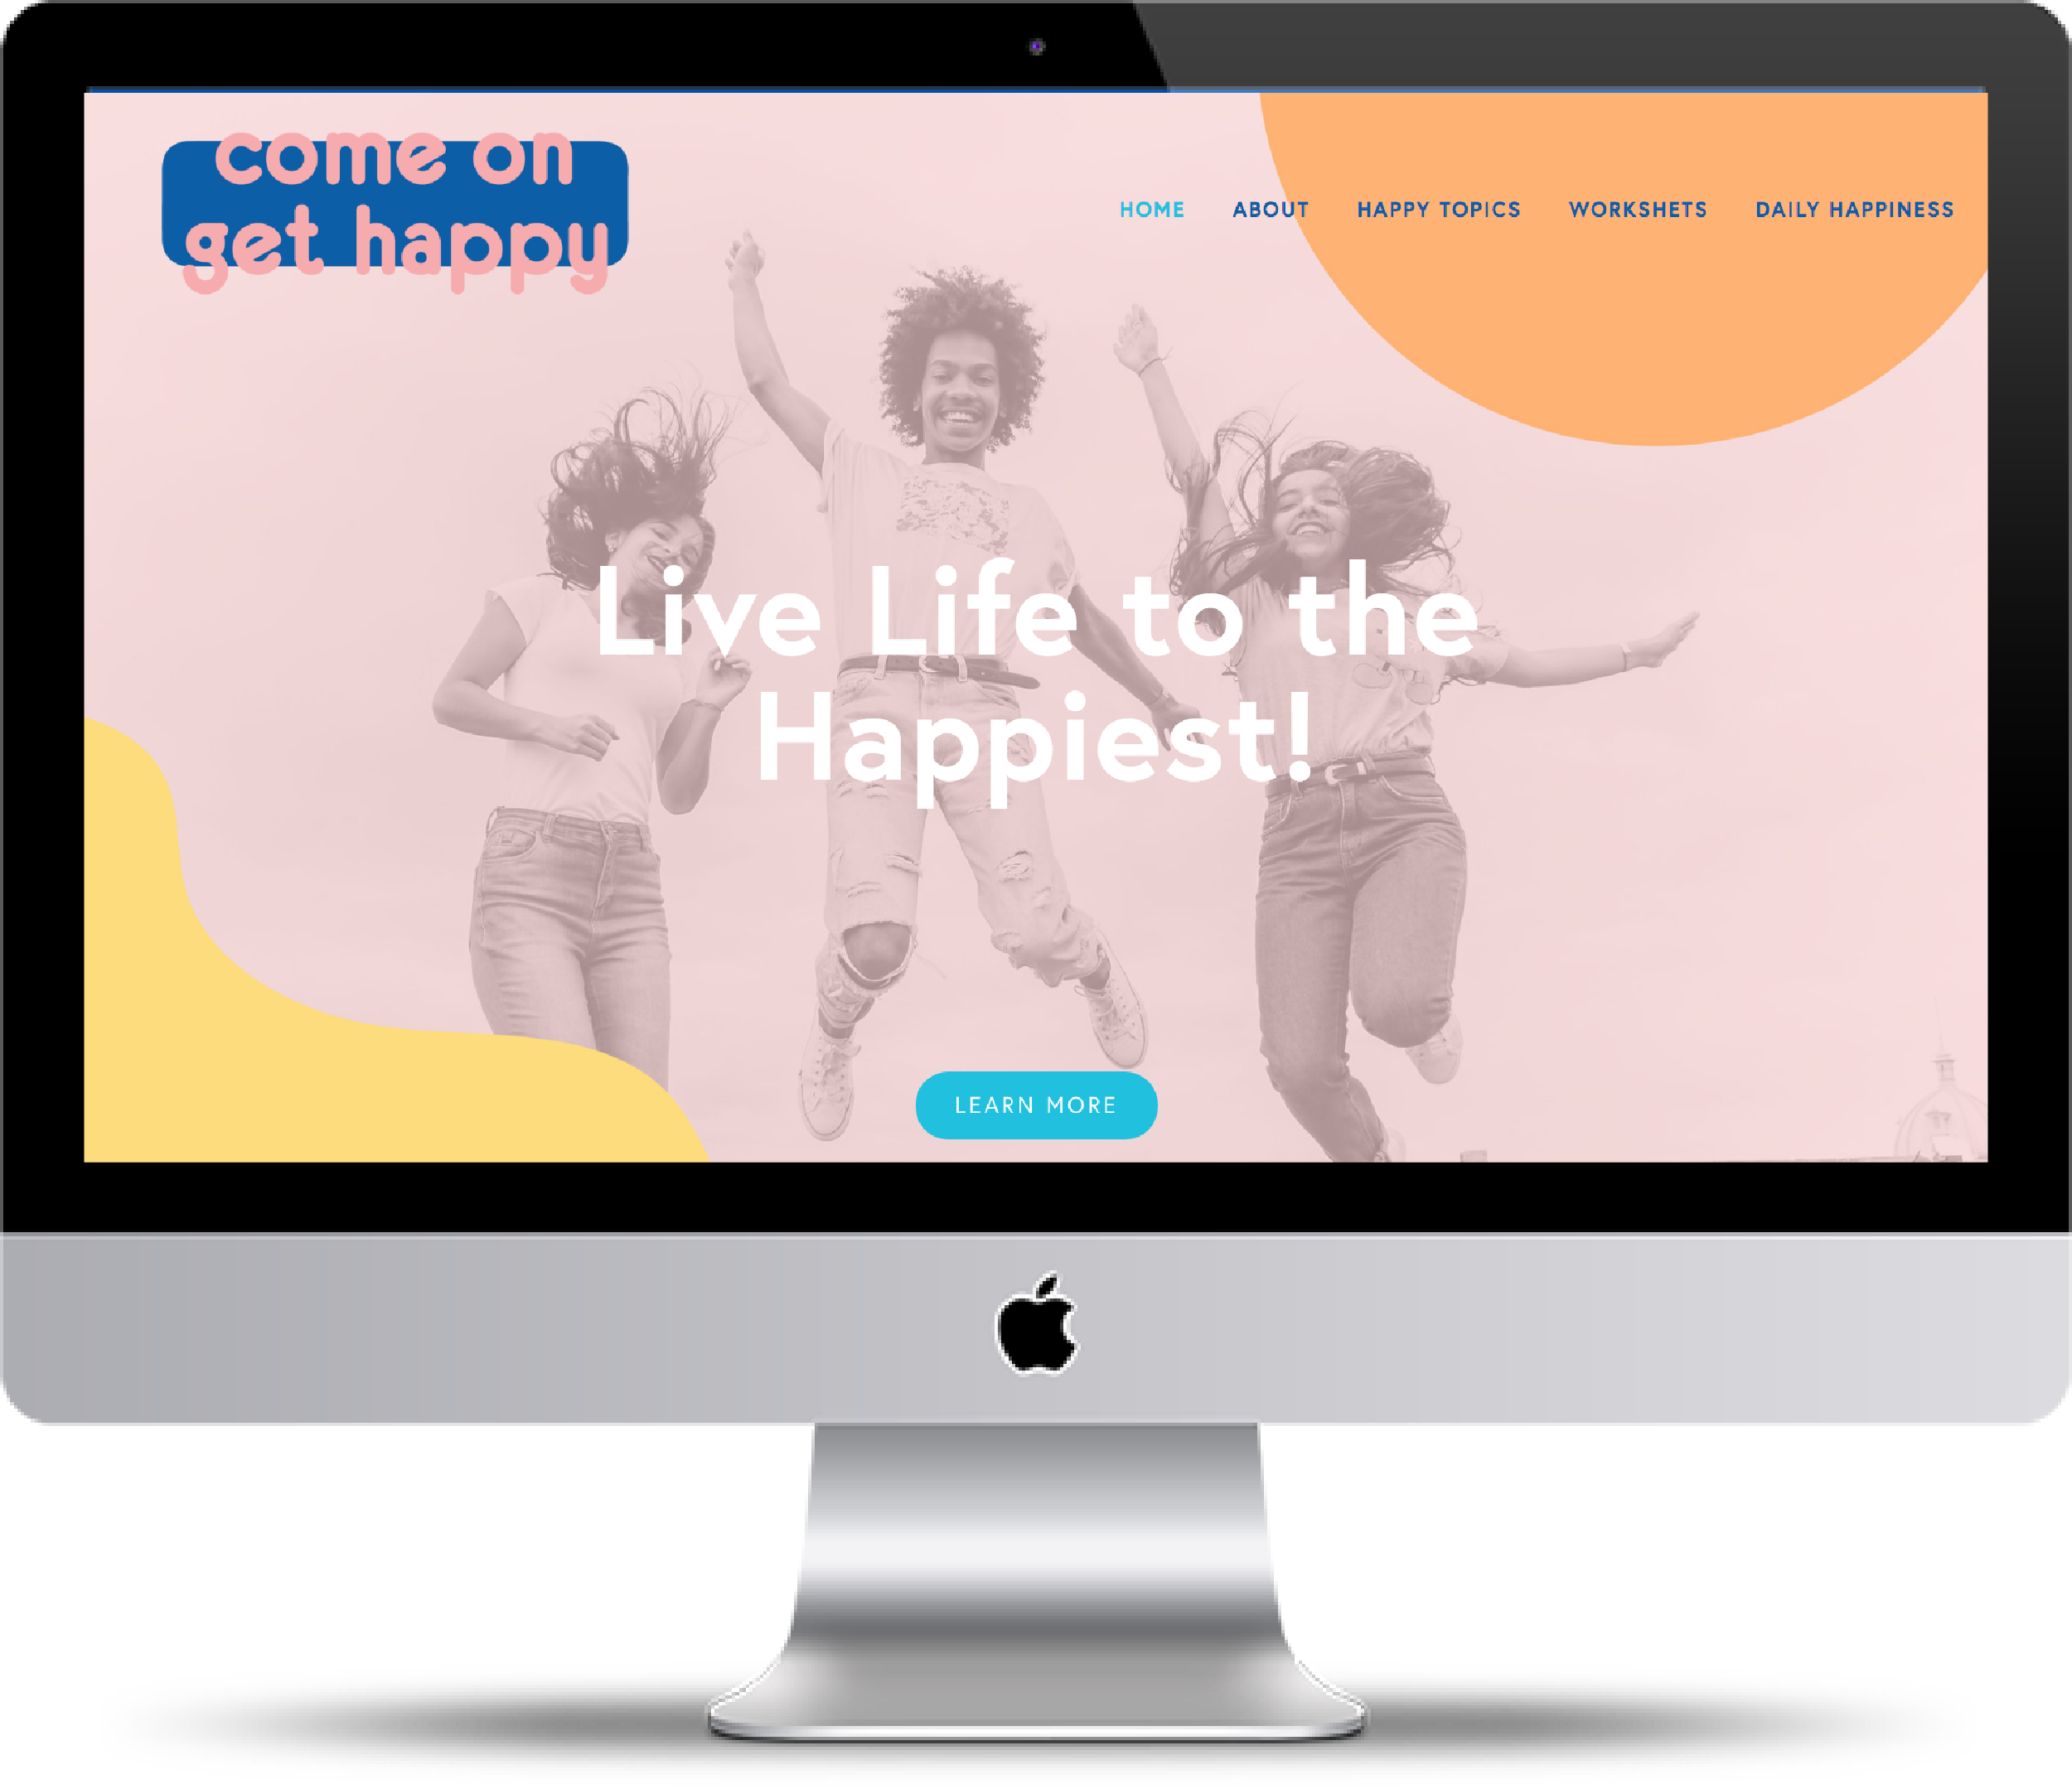 come on
get happy
HOME ABOUT HAPPY TOPICS WORKSHETS DAILY HAPPINESS
Live Life to the
Happiest!
LEARN MORE